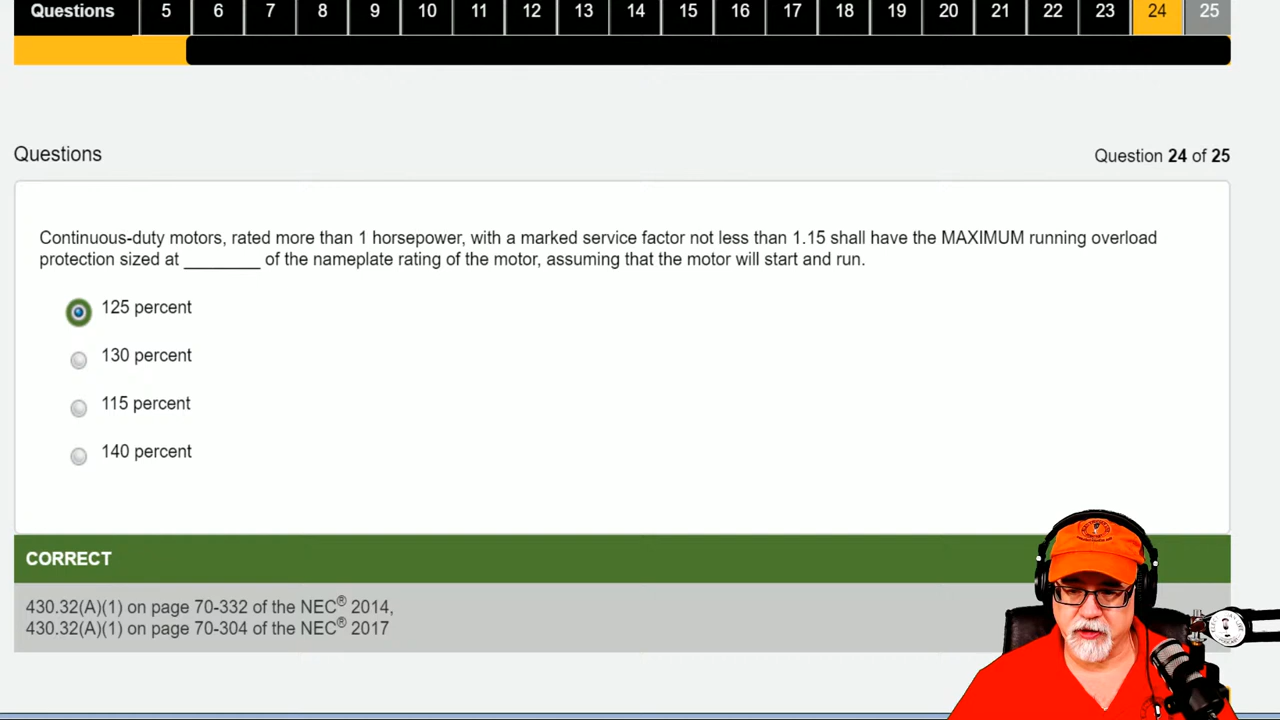 Questions 5 6 7 8 9 10 11 12 13 14 15 16 17 18 19 20 21 22 23 24 25
Questions
Question 24 of 25
Continuous-duty motors, rated more than 1 horsepower, with a marked service factor not less than 1.15 shall have the MAXIMUM running overload
protection sized at ________ of the nameplate rating of the motor, assuming that the motor will start and run.
125 percent
130 percent
115 percent
140 percent
CORRECT
430.32(A)(1) on page 70-332 of the NEC® 2014,
430.32(A)(1) on page 70-304 of the NEC® 2017